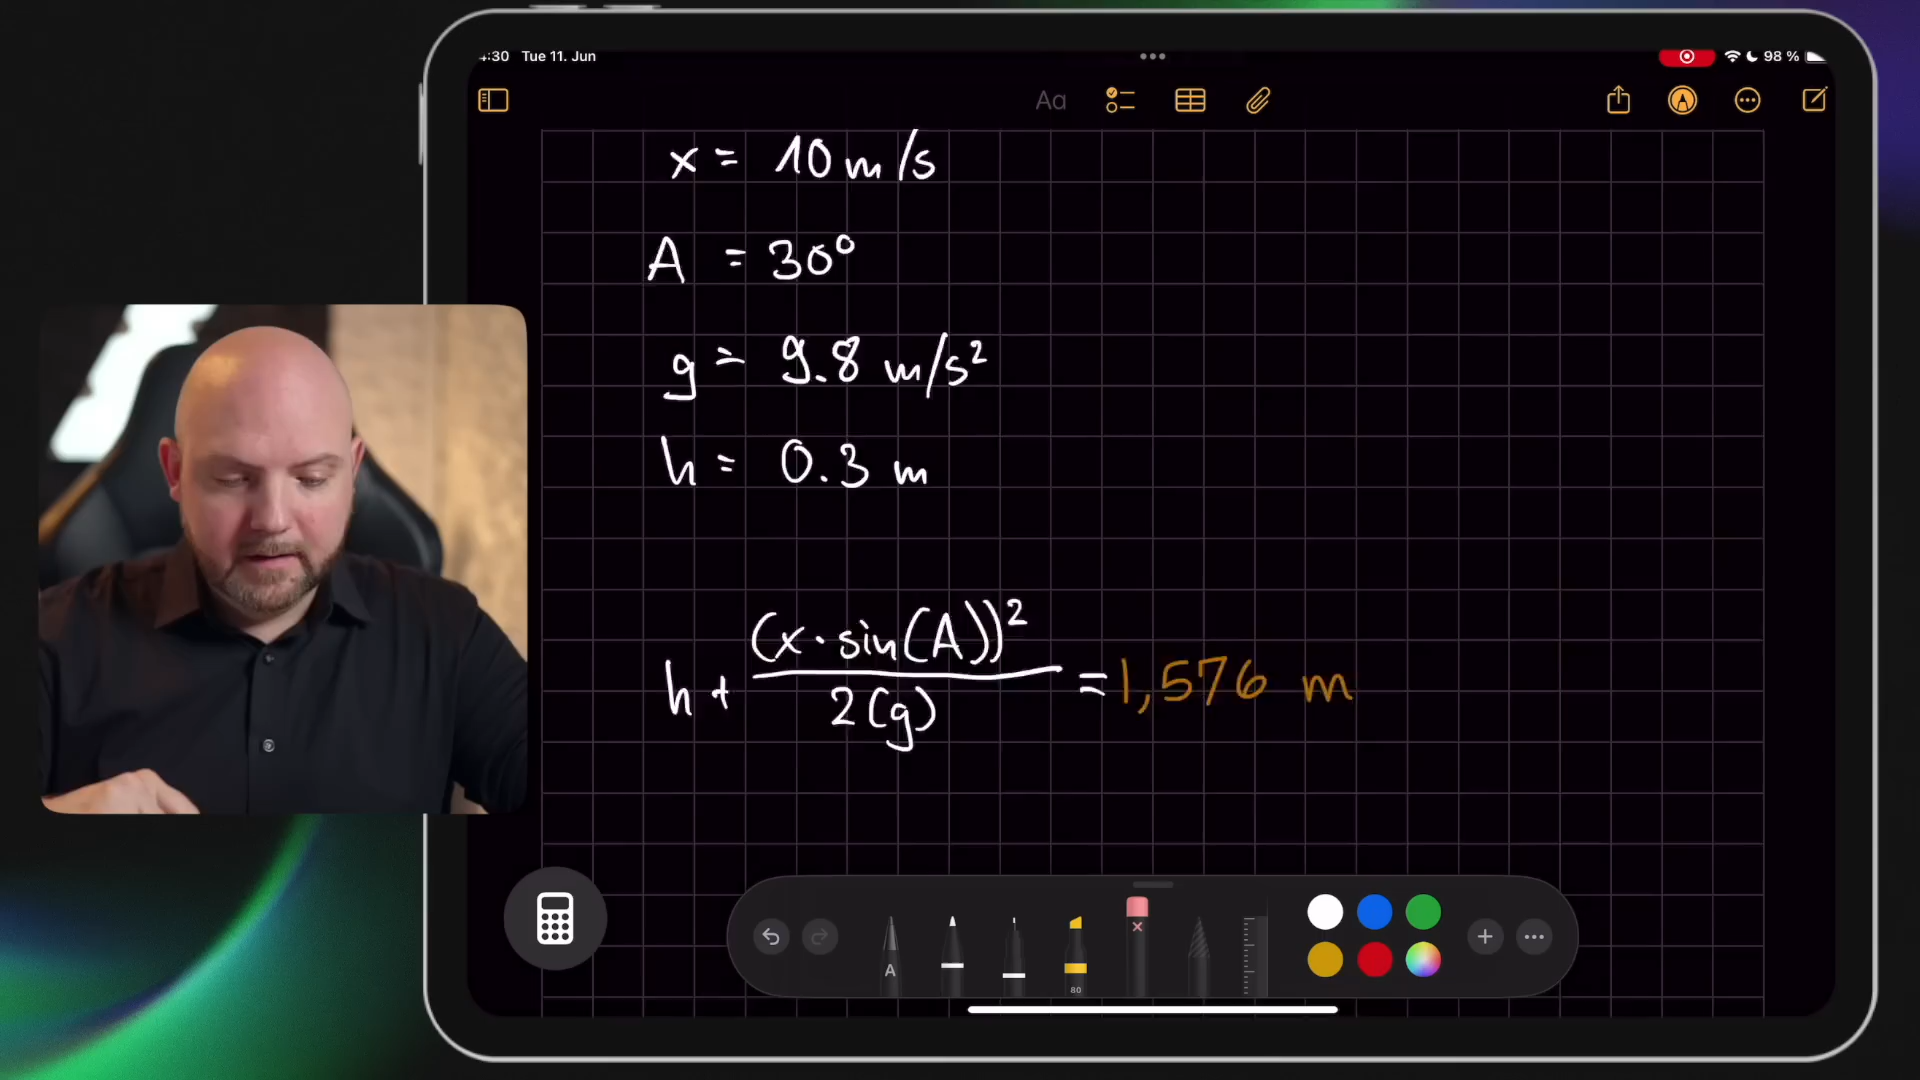 4:30 Tue 11. Jun 98 %
Aa
x = 10 m/s
A = 30°
g = 9.8 m/s²
h = 0.3 m
h + (x · sin(A))² / 2(g) = 1,576 m
A
80